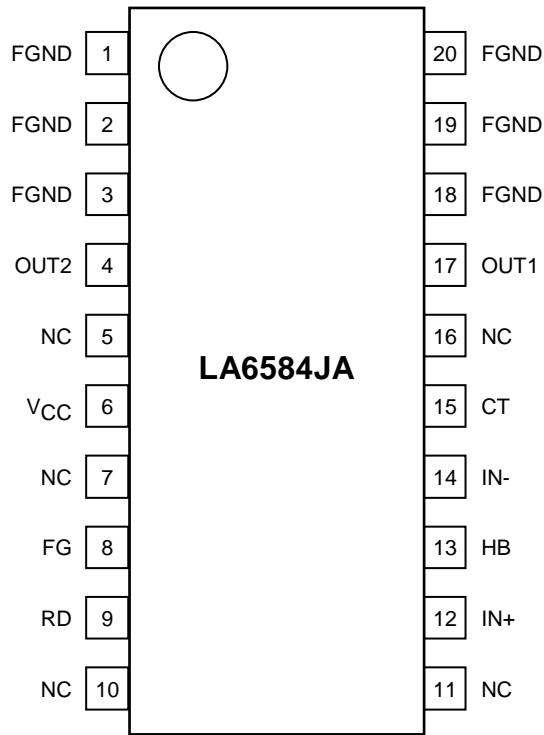 FGND 1 20 FGND
FGND 2 19 FGND
FGND 3 18 FGND
OUT2 4 17 OUT1
NC 5 16 NC
LA6584JA
VCC 6 15 CT
NC 7 14 IN-
FG 8 13 HB
RD 9 12 IN+
NC 10 11 NC